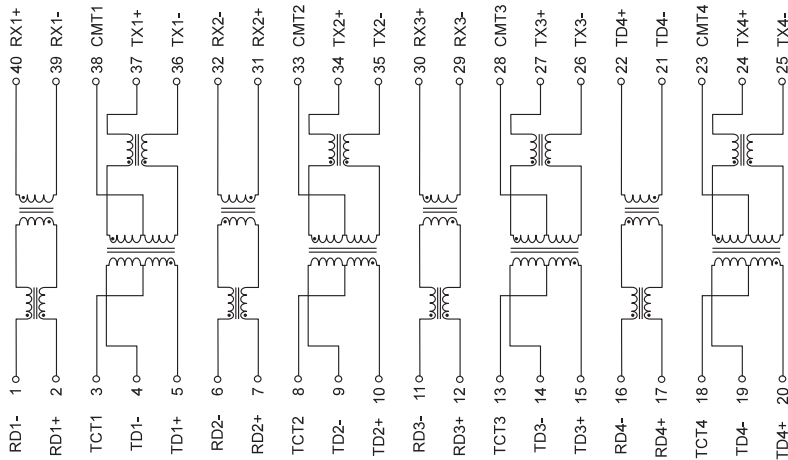 RX1+
RX1-
CMT1
TX1+
TX1-
RX2-
RX2+
CMT2
TX2+
TX2-
RX3+
RX3-
CMT3
TX3+
TX3-
TD4+
TD4-
CMT4
TX4+
TX4-
40
39
38
37
36
32
31
33
34
35
30
29
28
27
26
22
21
23
24
25
1
2
3
4
5
6
7
8
9
10
11
12
13
14
15
16
17
18
19
20
RD1-
RD1+
TCT1
TD1-
TD1+
RD2-
RD2+
TCT2
TD2-
TD2+
RD3-
RD3+
TCT3
TD3-
TD3+
RD4-
RD4+
TCT4
TD4-
TD4+